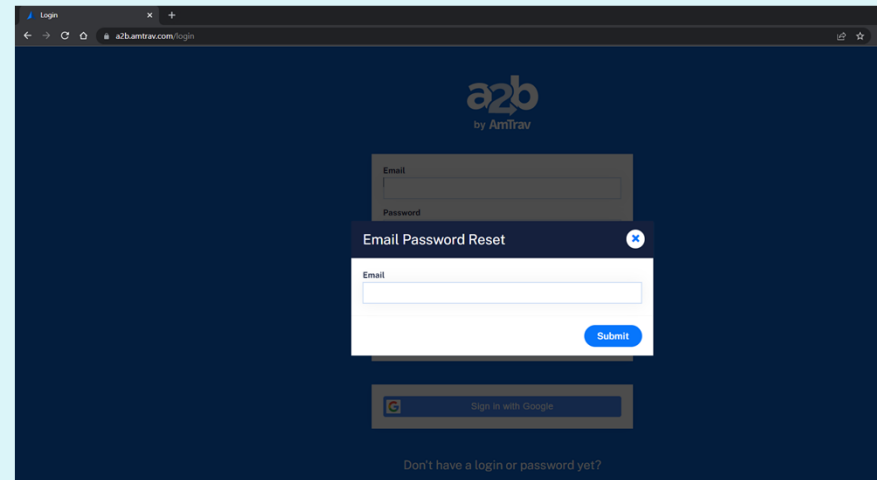 Login
a2b.amtrav.com/login
a2b
by AmTrav
Email
Password
Email Password Reset
Email
Submit
Sign in with Google
Don't have a login or password yet?